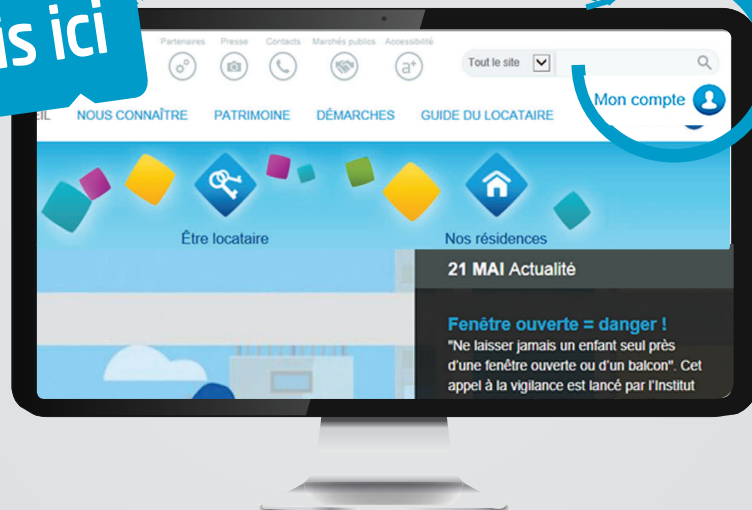 is ici
Partenaires Presse Contacts Marchés publics Accessibilité
Tout le site
Mon compte
NOUS CONNAÎTRE PATRIMOINE DÉMARCHES GUIDE DU LOCATAIRE
Être locataire
Nos résidences
21 MAI Actualité
Fenêtre ouverte = danger !
"Ne laisser jamais un enfant seul près
d'une fenêtre ouverte ou d'un balcon". Cet
appel à la vigilance est lancé par l'Institut